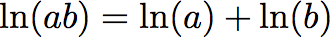 ln(ab) = ln(a) + ln(b)